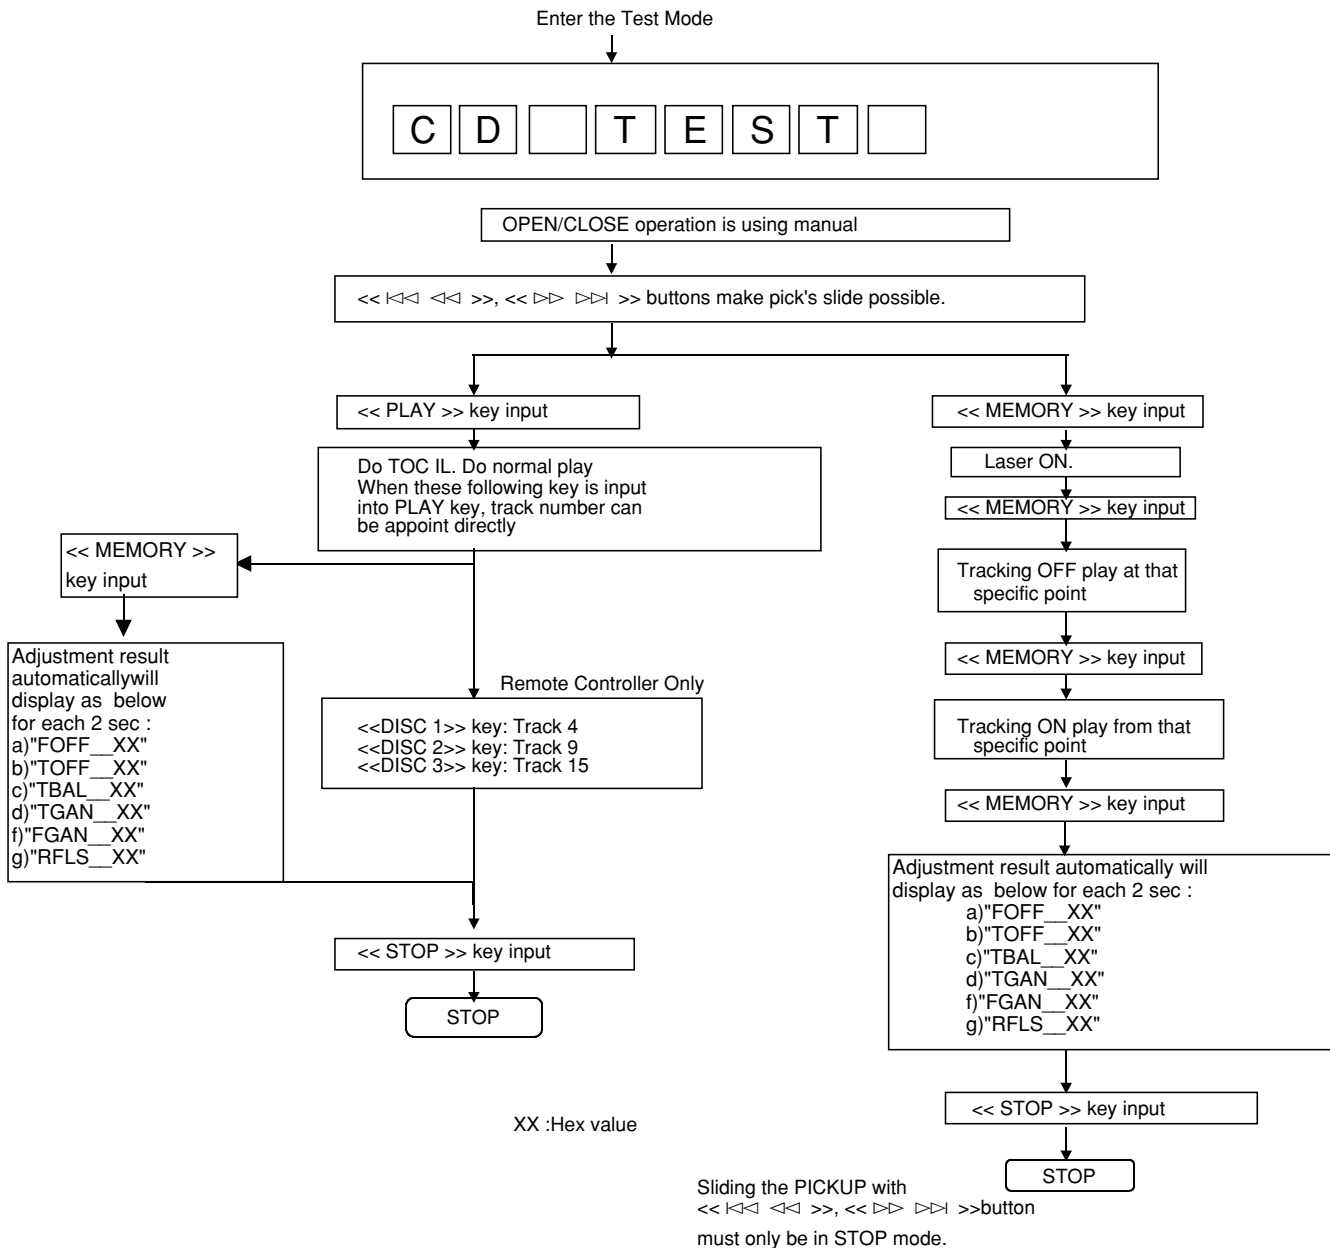 Enter the Test Mode
C D T E S T
OPEN/CLOSE operation is using manual
<< |◁◁ ◁◁ >>, << ▷▷ ▷▷| >> buttons make pick's slide possible.
<< PLAY >> key input
Do TOC IL. Do normal play
When these following key is input
into PLAY key, track number can
be appoint directly
<< MEMORY >>
key input
Adjustment result
automaticallywill
display as below
for each 2 sec :
a)"FOFF__XX"
b)"TOFF__XX"
c)"TBAL__XX"
d)"TGAN__XX"
f)"FGAN__XX"
g)"RFLS__XX"
Remote Controller Only
<<DISC 1>> key: Track 4
<<DISC 2>> key: Track 9
<<DISC 3>> key: Track 15
<< STOP >> key input
STOP
<< MEMORY >> key input
Laser ON.
<< MEMORY >> key input
Tracking OFF play at that
specific point
<< MEMORY >> key input
Tracking ON play from that
specific point
<< MEMORY >> key input
Adjustment result automatically will
display as below for each 2 sec :
a)"FOFF__XX"
b)"TOFF__XX"
c)"TBAL__XX"
d)"TGAN__XX"
f)"FGAN__XX"
g)"RFLS__XX"
<< STOP >> key input
STOP
XX :Hex value
Sliding the PICKUP with
<< |◁◁ ◁◁ >>, << ▷▷ ▷▷| >>button
must only be in STOP mode.